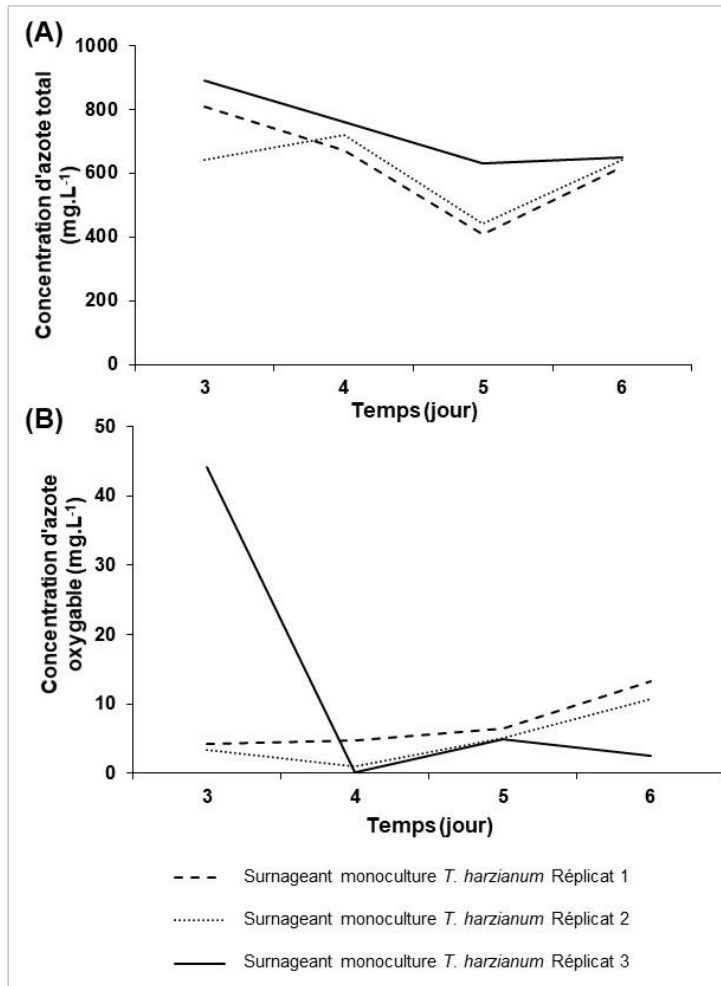 (A)
Concentration d'azote total
(mg.L-1)
1000
800
600
400
200
0
3 4 5 6
Temps (jour)
(B)
Concentration d'azote
oxygable (mg.L-1)
50
40
30
20
10
0
3 4 5 6
Temps (jour)
Surnageant monoculture T. harzianum Réplicat 1
Surnageant monoculture T. harzianum Réplicat 2
Surnageant monoculture T. harzianum Réplicat 3